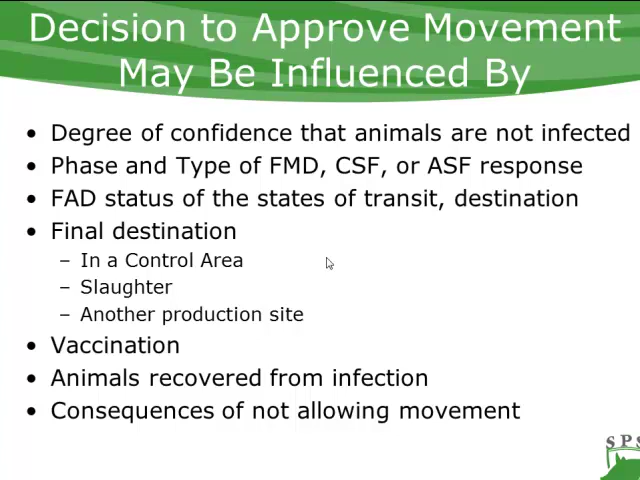 Decision to Approve Movement
May Be Influenced By
• Degree of confidence that animals are not infected
• Phase and Type of FMD, CSF, or ASF response
• FAD status of the states of transit, destination
• Final destination
– In a Control Area
– Slaughter
– Another production site
• Vaccination
• Animals recovered from infection
• Consequences of not allowing movement
SPS